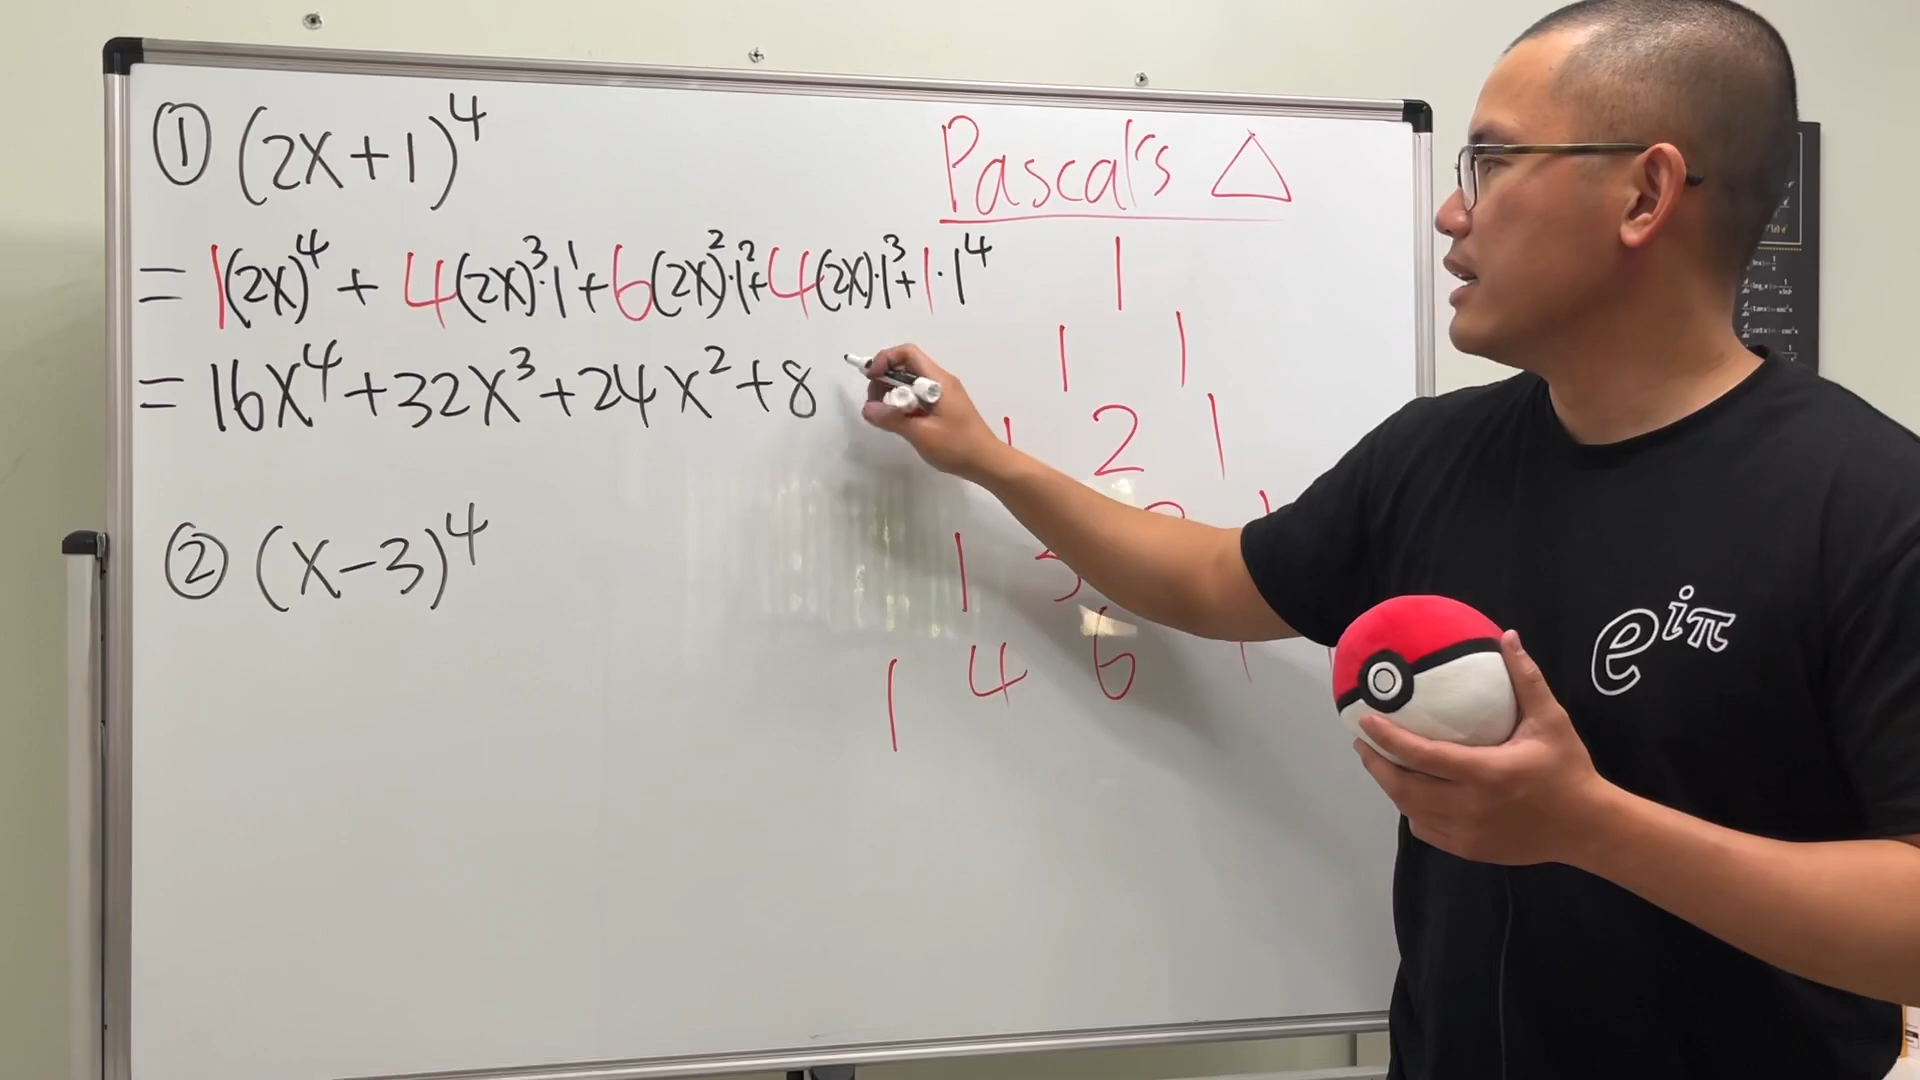 ① (2x+1)⁴
= 1(2x)⁴ + 4(2x)³·1¹+6(2x)²·1²+4(2x)·1³+1·1⁴
= 16x⁴+32x³+24x²+8
② (x-3)⁴
Pascal's △
1
1 1
1 2 1
1 3
1 4 6
e^iπ